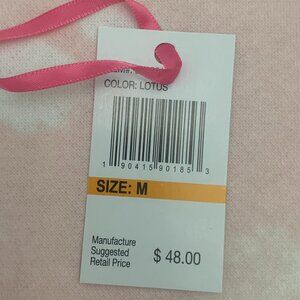 COLOR: LOTUS
1 90415 90185 3
SIZE: M
Manufacture
Suggested
Retail Price
$ 48.00